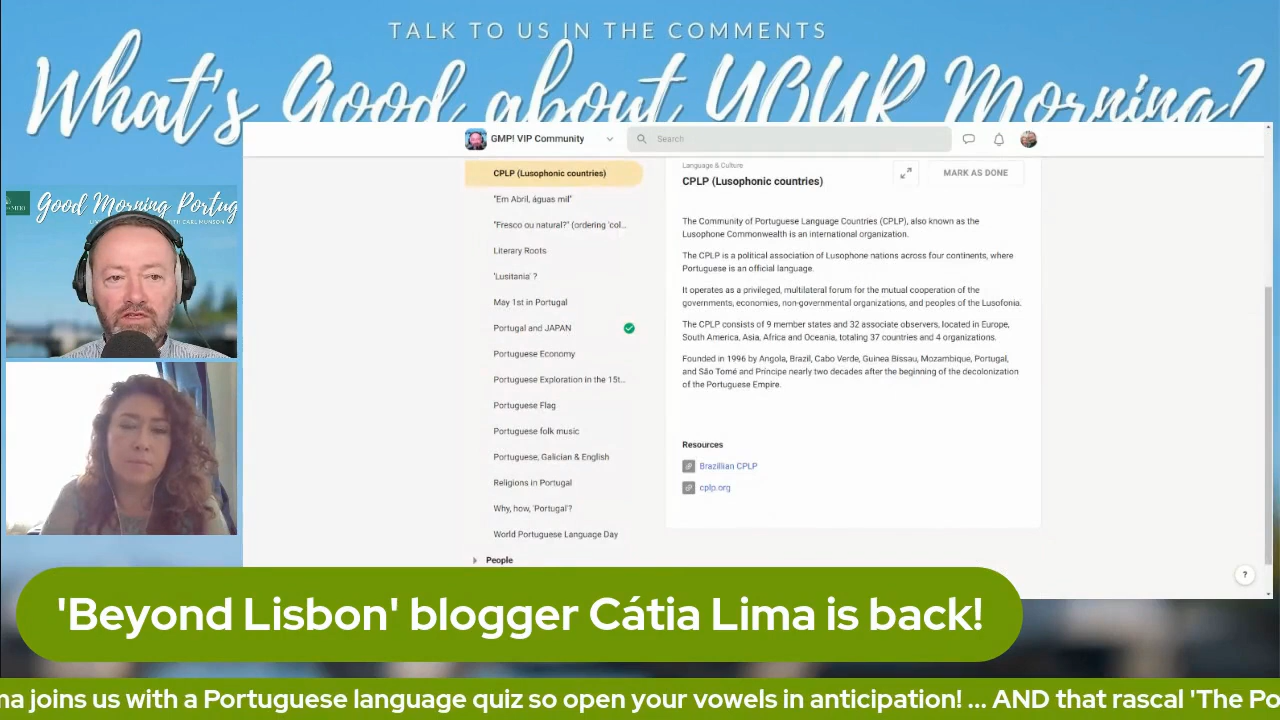 TALK TO US IN THE COMMENTS
What's Good about YOUR Morning?
GMP! VIP Community
Search
CPLP (Lusophonic countries)
"Em Abril, águas mil"
"Fresco ou natural?" (ordering 'col...
Literary Roots
'Lusitania' ?
May 1st in Portugal
Portugal and JAPAN
Portuguese Economy
Portuguese Exploration in the 15t...
Portuguese Flag
Portuguese folk music
Portuguese, Galician & English
Religions in Portugal
Why, how, 'Portugal'?
World Portuguese Language Day
People
Language & Culture
CPLP (Lusophonic countries)
MARK AS DONE
The Community of Portuguese Language Countries (CPLP), also known as the
Lusophone Commonwealth is an international organization.
The CPLP is a political association of Lusophone nations across four continents, where
Portuguese is an official language.
It operates as a privileged, multilateral forum for the mutual cooperation of the
governments, economies, non-governmental organizations, and peoples of the Lusofonia.
The CPLP consists of 9 member states and 32 associate observers, located in Europe,
South America, Asia, Africa and Oceania, totaling 37 countries and 4 organizations.
Founded in 1996 by Angola, Brazil, Cabo Verde, Guinea Bissau, Mozambique, Portugal,
and São Tomé and Príncipe nearly two decades after the beginning of the decolonization
of the Portuguese Empire.
Resources
Brazillian CPLP
cplp.org
?
Good Morning Portug
WITH CARL MUNSON
'Beyond Lisbon' blogger Cátia Lima is back!
ma joins us with a Portuguese language quiz so open your vowels in anticipation! ... AND that rascal 'The Po